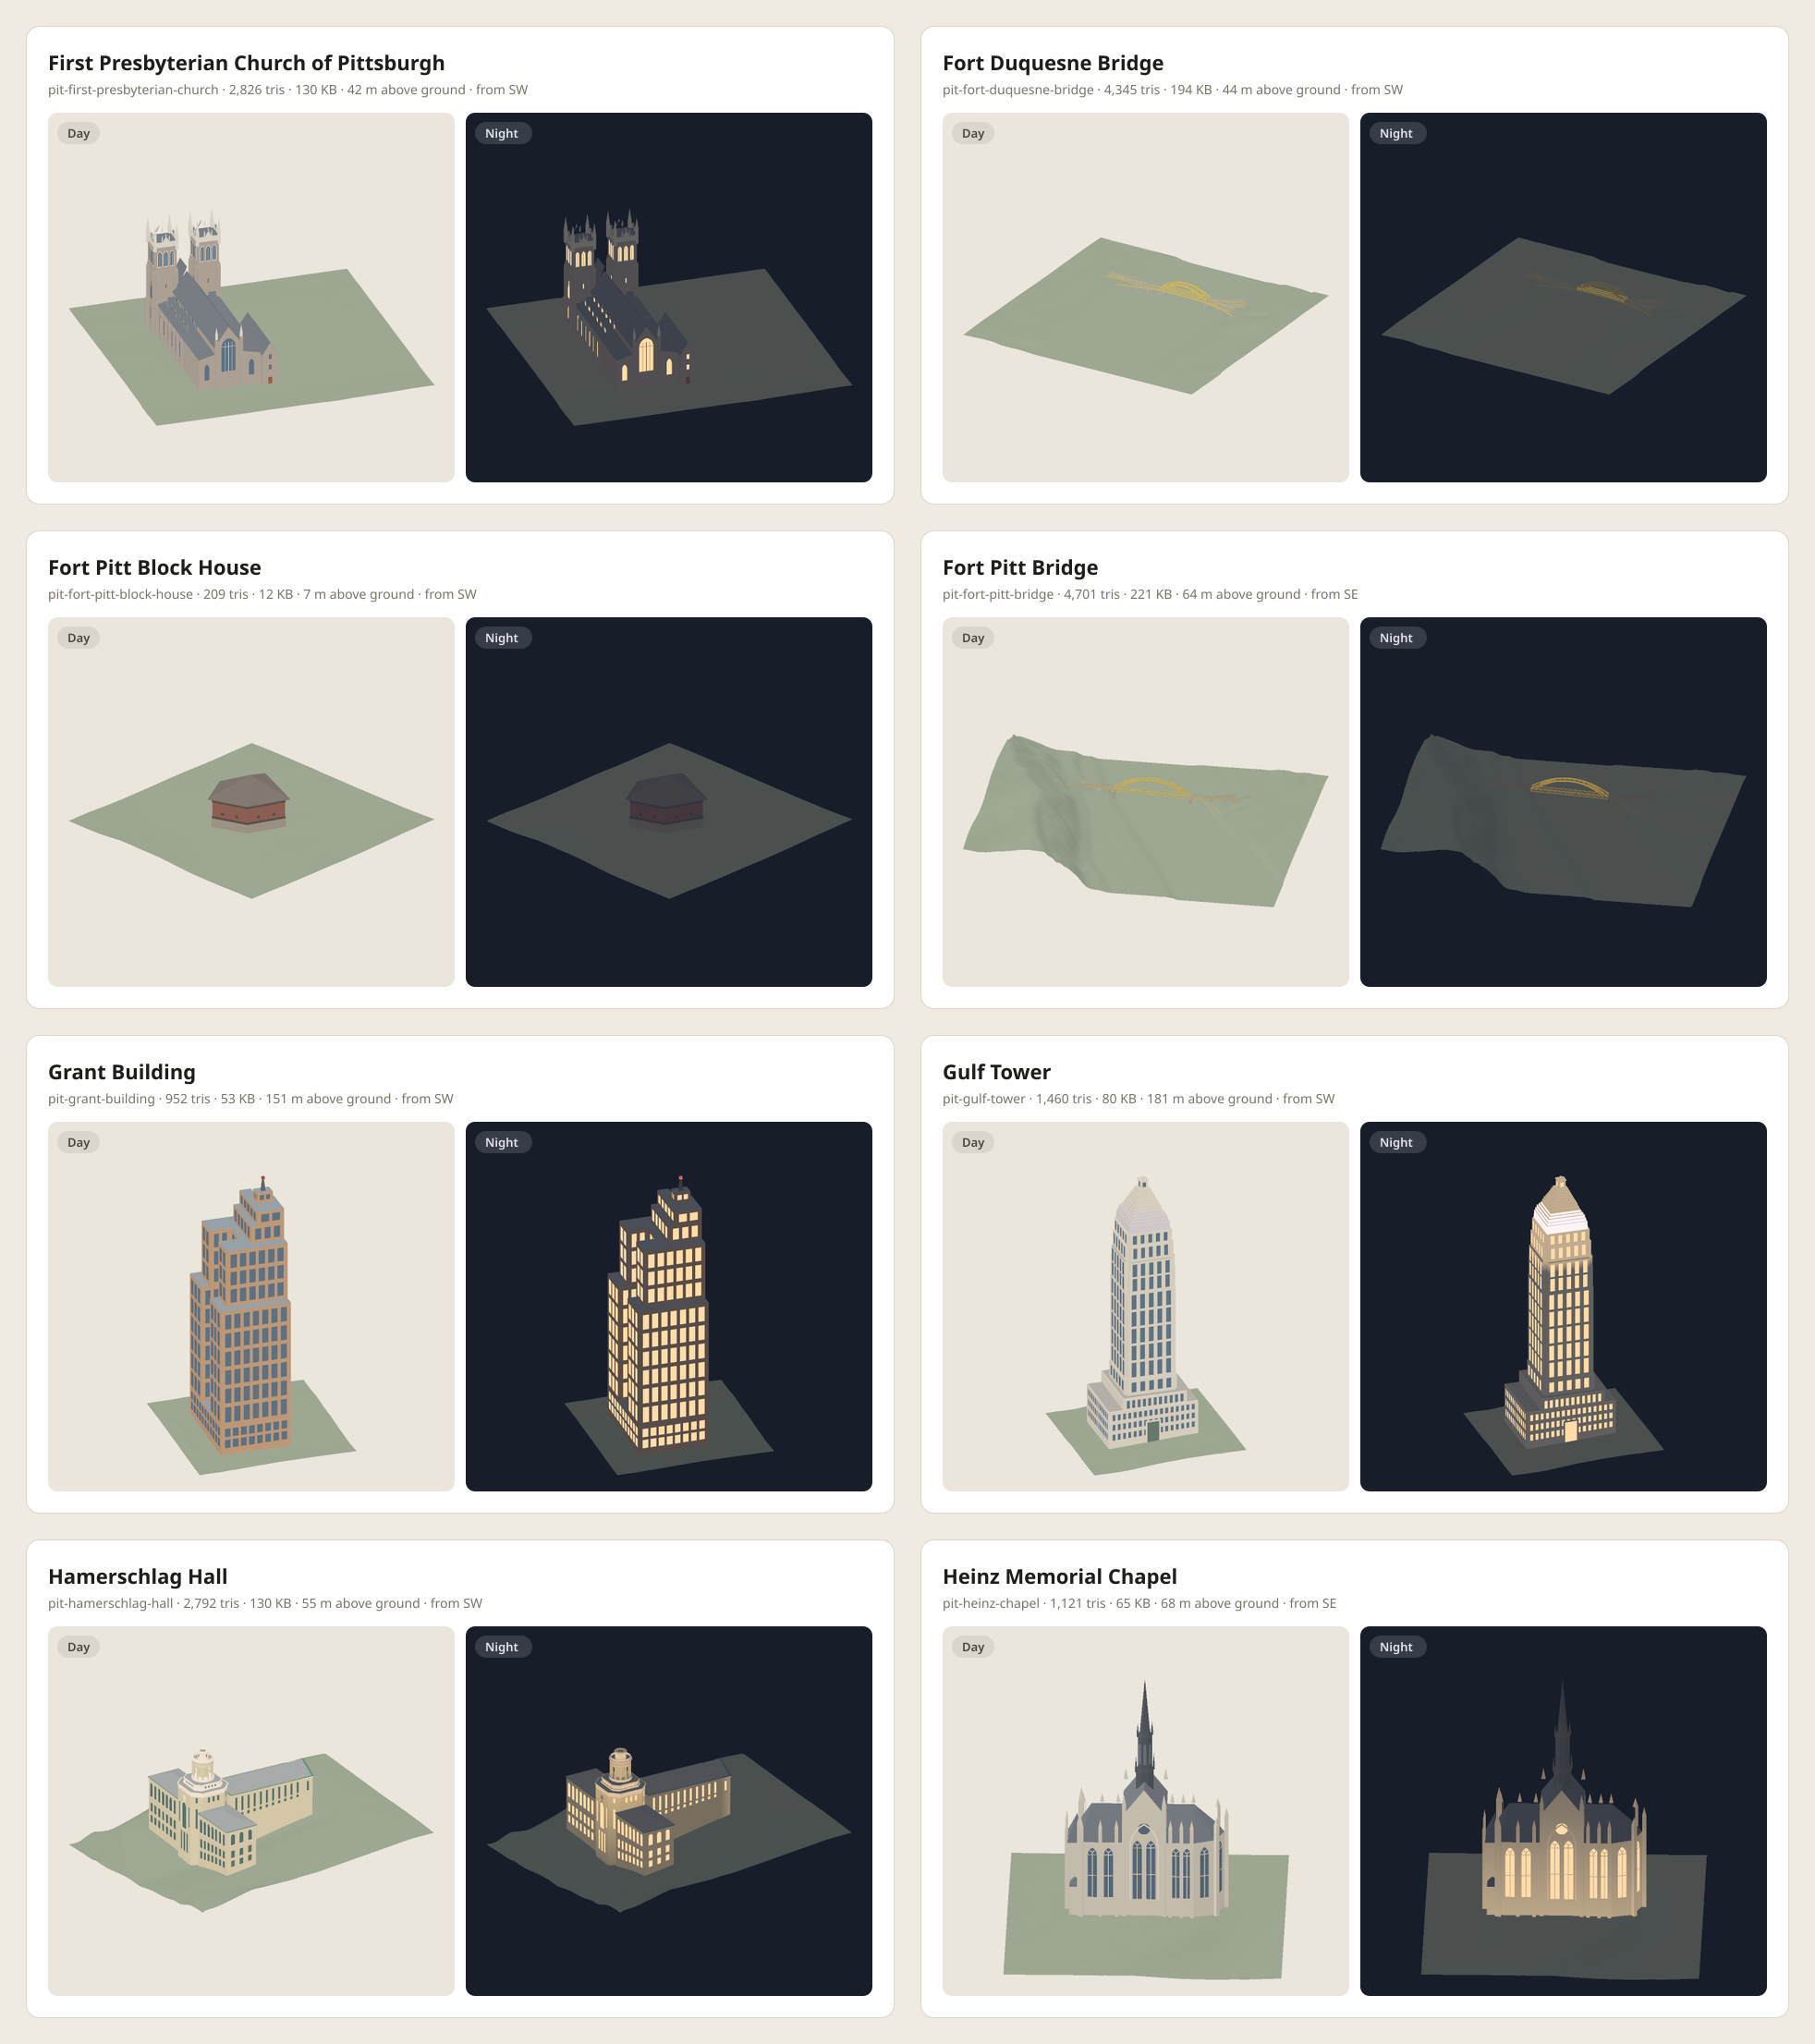 First Presbyterian Church of Pittsburgh
pit-first-presbyterian-church · 2,826 tris · 130 KB · 42 m above ground · from SW
Day
Night
Fort Duquesne Bridge
pit-fort-duquesne-bridge · 4,345 tris · 194 KB · 44 m above ground · from SW
Day
Night
Fort Pitt Block House
pit-fort-pitt-block-house · 209 tris · 12 KB · 7 m above ground · from SW
Day
Night
Fort Pitt Bridge
pit-fort-pitt-bridge · 4,701 tris · 221 KB · 64 m above ground · from SE
Day
Night
Grant Building
pit-grant-building · 952 tris · 53 KB · 151 m above ground · from SW
Day
Night
Gulf Tower
pit-gulf-tower · 1,460 tris · 80 KB · 181 m above ground · from SW
Day
Night
Hamerschlag Hall
pit-hamerschlag-hall · 2,792 tris · 130 KB · 55 m above ground · from SW
Day
Night
Heinz Memorial Chapel
pit-heinz-chapel · 1,121 tris · 65 KB · 68 m above ground · from SE
Day
Night